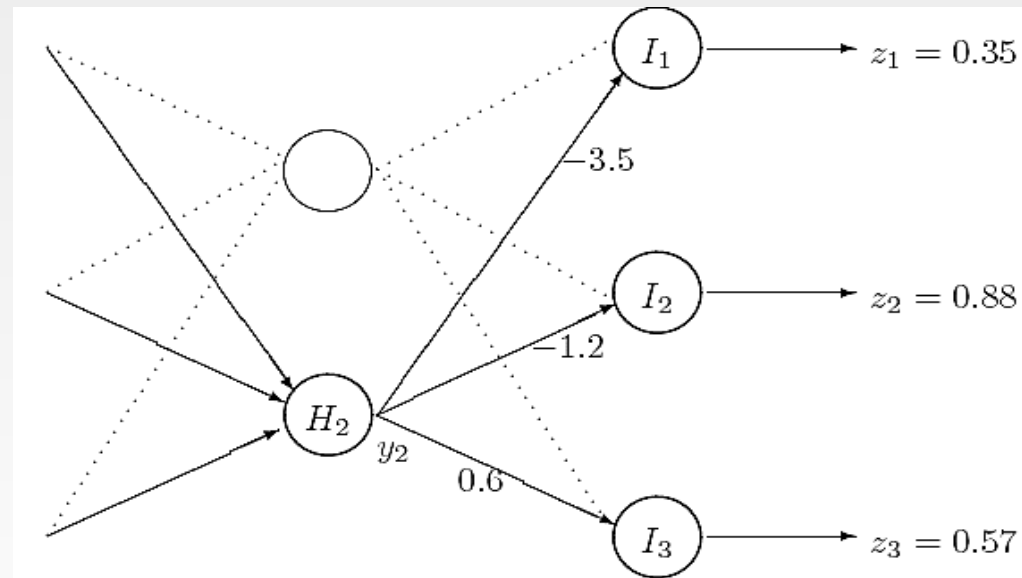 I₁
z₁ = 0.35
−3.5
I₂
z₂ = 0.88
−1.2
H₂
y₂
0.6
I₃
z₃ = 0.57